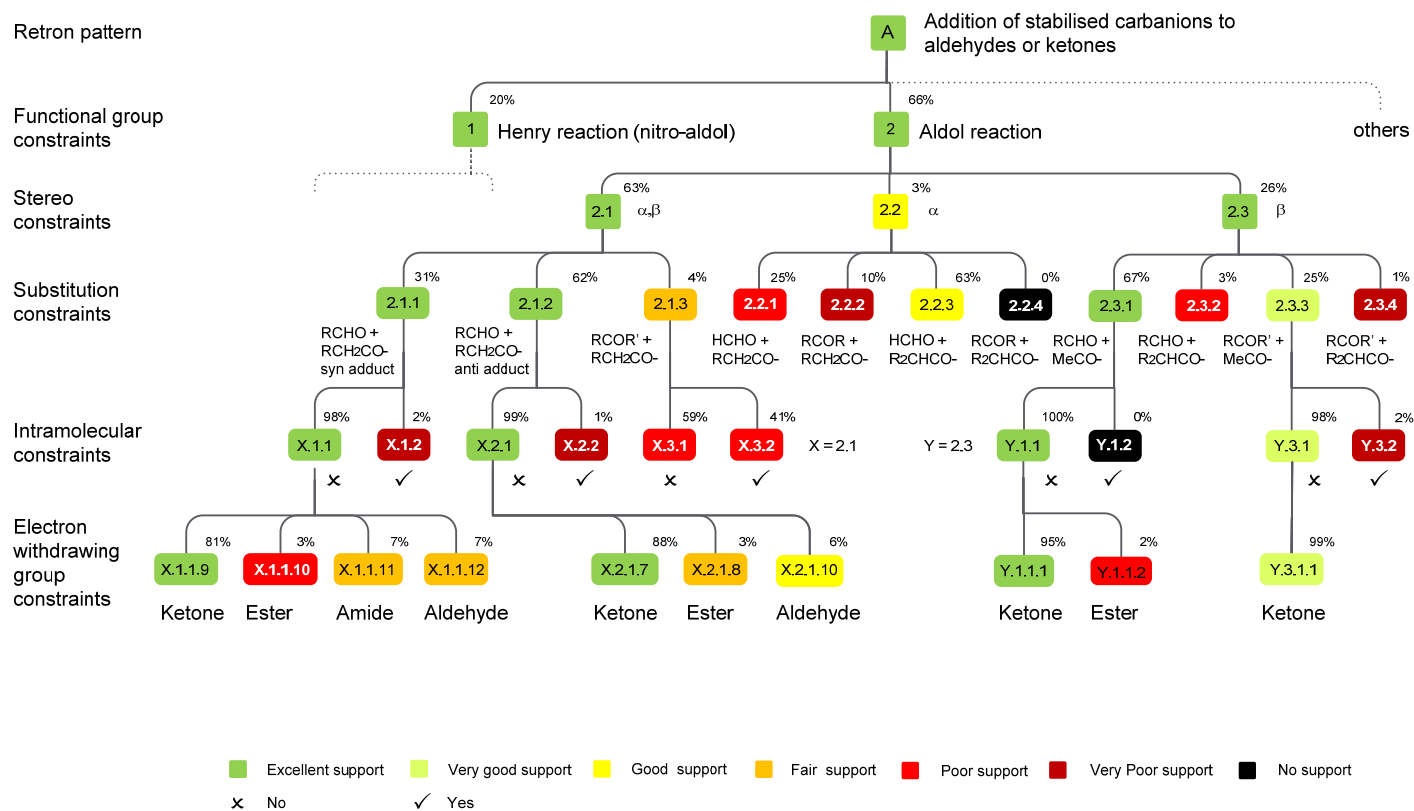 Retron pattern
A
Addition of stabilised carbanions to
aldehydes or ketones
20%
66%
Functional group
constraints
1
Henry reaction (nitro-aldol)
2
Aldol reaction
others
63%
3%
26%
Stereo
constraints
2.1
α,β
2.2
α
2.3
β
31%
62%
4%
25%
10%
63%
0%
67%
3%
25%
1%
Substitution
constraints
2.1.1
2.1.2
2.1.3
2.2.1
2.2.2
2.2.3
2.2.4
2.3.1
2.3.2
2.3.3
2.3.4
RCHO +
RCH2CO-
syn adduct
RCHO +
RCH2CO-
anti adduct
RCOR' +
RCH2CO-
HCHO +
RCH2CO-
RCOR +
RCH2CO-
HCHO +
R2CHCO-
RCOR +
R2CHCO-
RCHO +
MeCO-
RCHO +
R2CHCO-
RCOR' +
MeCO-
RCOR' +
R2CHCO-
98%
2%
99%
1%
59%
41%
100%
0%
98%
2%
Intramolecular
constraints
X.1.1
X.1.2
X.2.1
X.2.2
X.3.1
X.3.2
X = 2.1
Y = 2.3
Y.1.1
Y.1.2
Y.3.1
Y.3.2
✗
✓
✗
✓
✗
✓
✗
✓
✗
✓
Electron
withdrawing
group
constraints
81%
3%
7%
7%
88%
3%
6%
95%
2%
99%
X.1.1.9
X.1.1.10
X.1.1.11
X.1.1.12
X.2.1.7
X.2.1.8
X.2.1.10
Y.1.1.1
Y.1.1.2
Y.3.1.1
Ketone
Ester
Amide
Aldehyde
Ketone
Ester
Aldehyde
Ketone
Ester
Ketone
Excellent support
Very good support
Good support
Fair support
Poor support
Very Poor support
No support
✗ No
✓ Yes